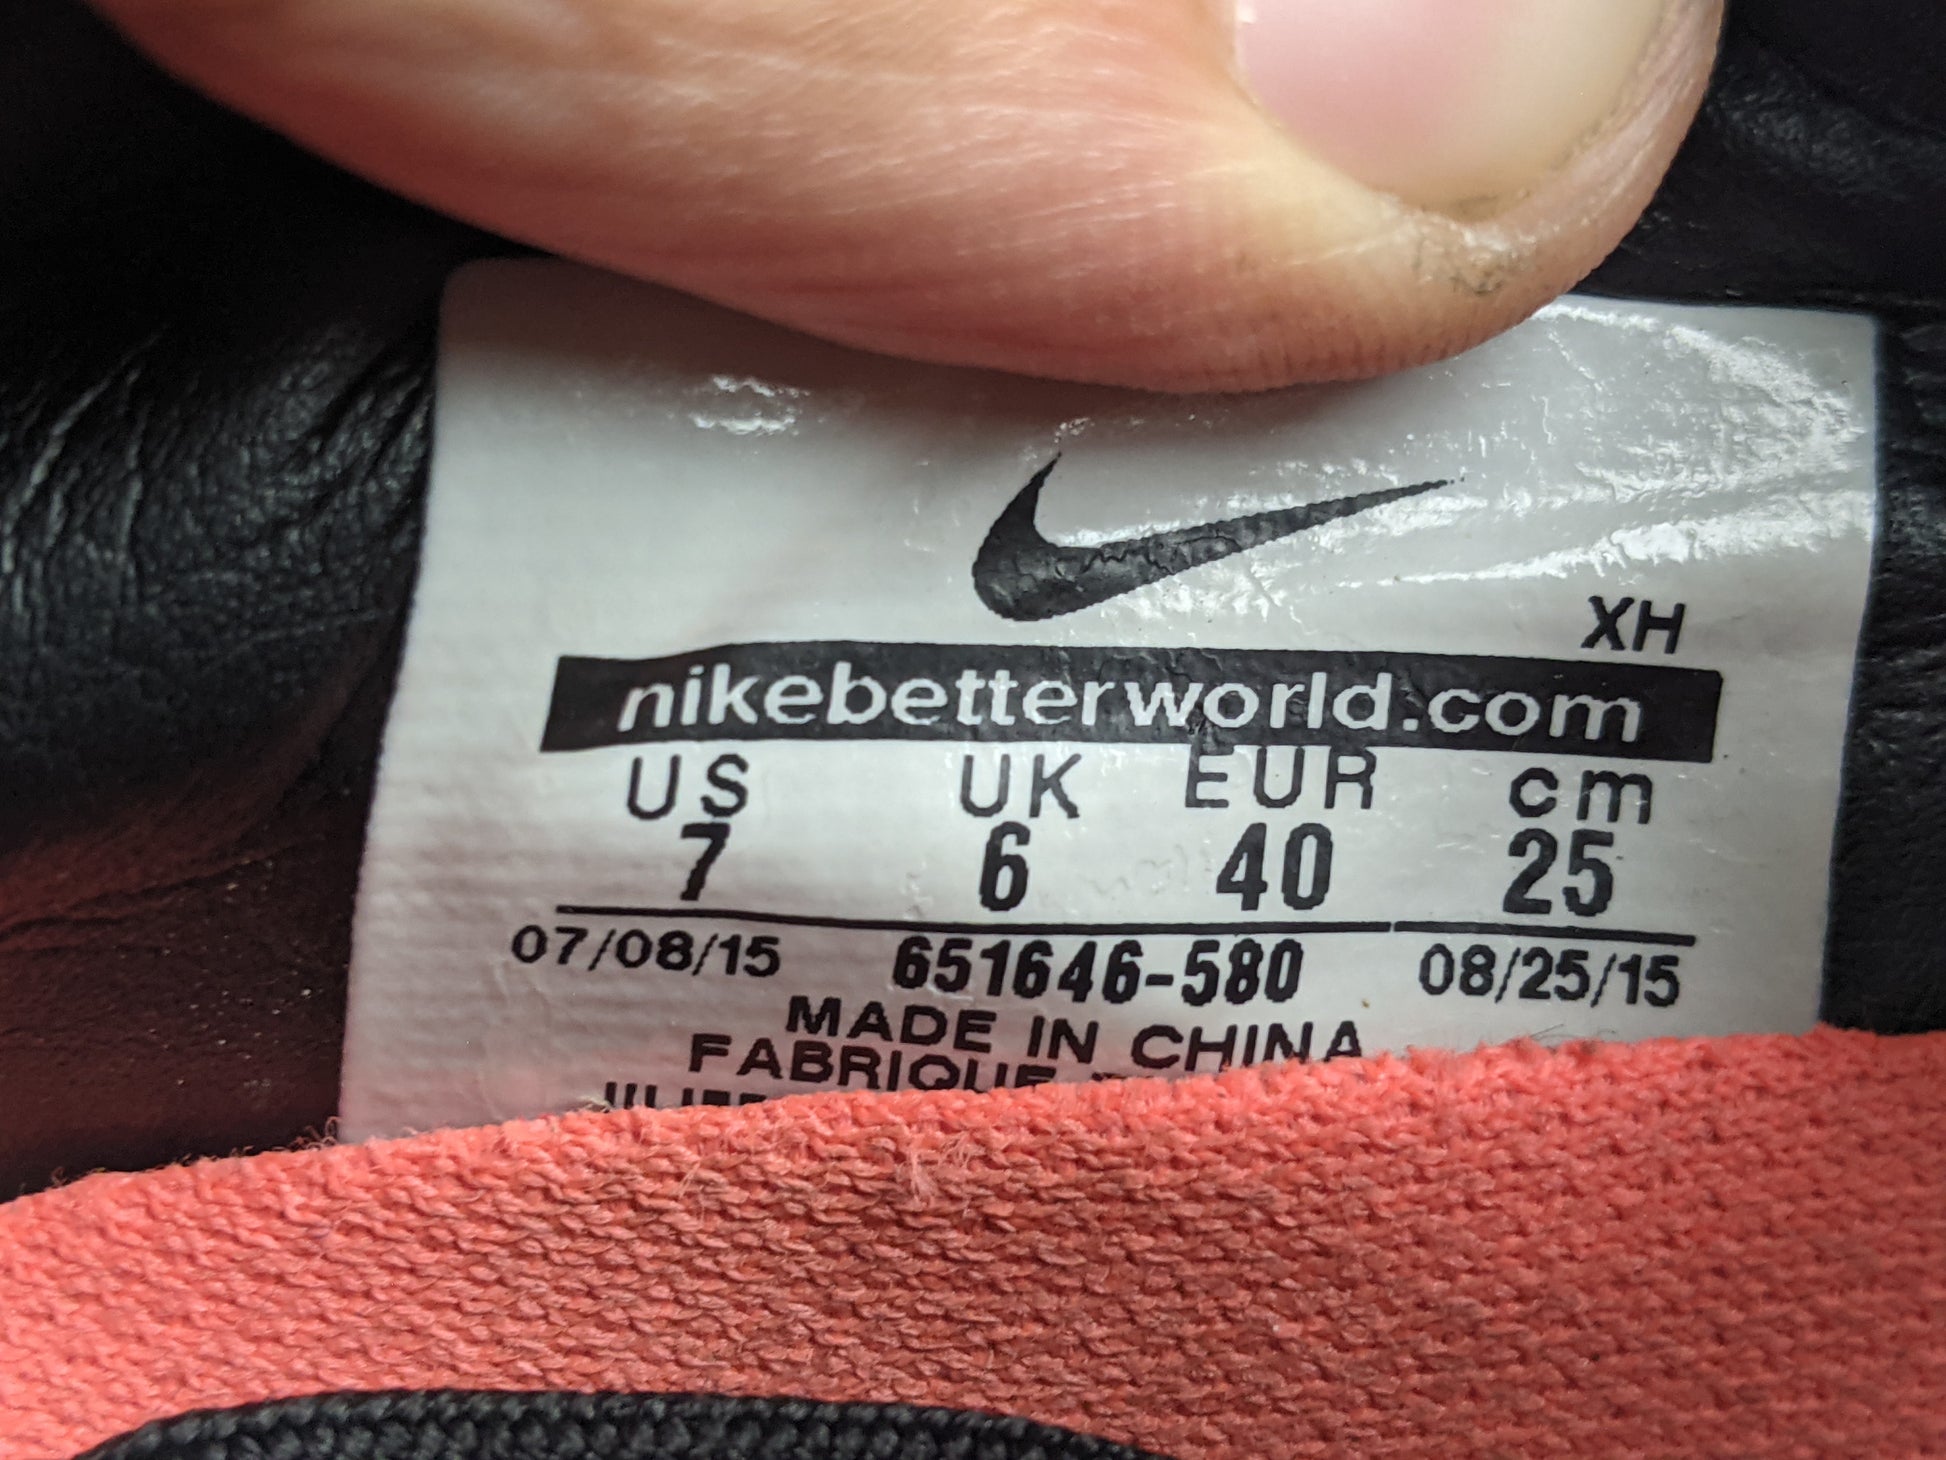 XH
nikebetterworld.com
US UK EUR cm
7 6 40 25
07/08/15 651646-580 08/25/15
MADE IN CHINA
FABRIQUE